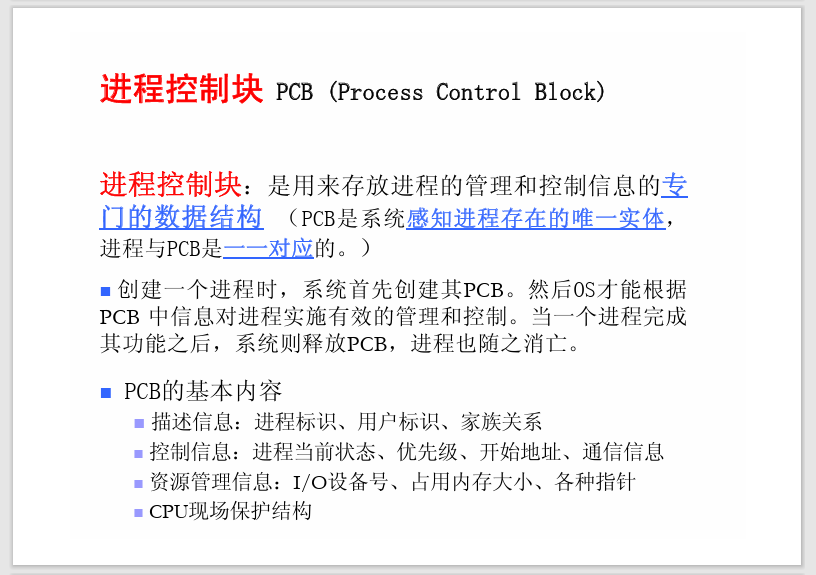 进程控制块 PCB (Process Control Block)
进程控制块：是用来存放进程的管理和控制信息的专
门的数据结构 （PCB是系统感知进程存在的唯一实体，
进程与PCB是一一对应的。）
■ 创建一个进程时，系统首先创建其PCB。然后OS才能根据
PCB 中信息对进程实施有效的管理和控制。当一个进程完成
其功能之后，系统则释放PCB，进程也随之消亡。
■ PCB的基本内容
■ 描述信息：进程标识、用户标识、家族关系
■ 控制信息：进程当前状态、优先级、开始地址、通信信息
■ 资源管理信息：I/O设备号、占用内存大小、各种指针
■ CPU现场保护结构